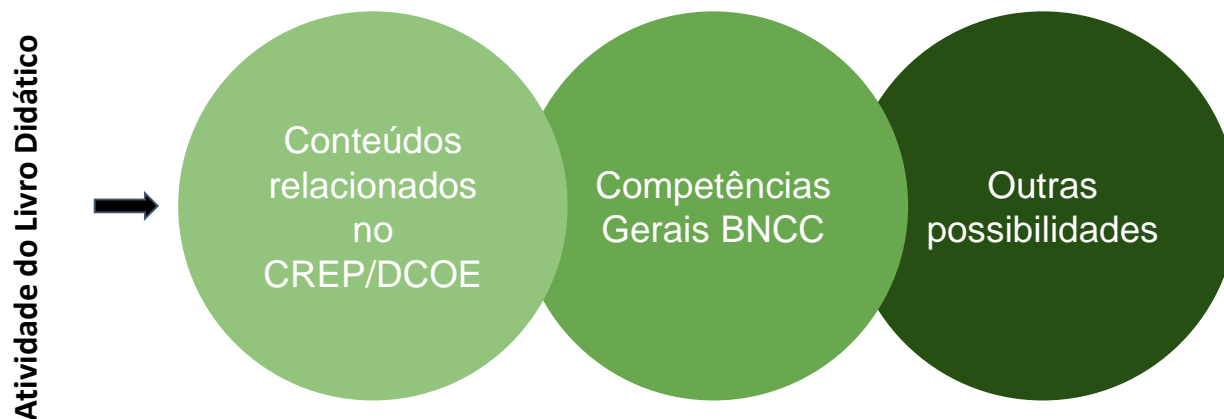 Atividade do Livro Didático
Conteúdos
relacionados
no
CREP/DCOE
Competências
Gerais BNCC
Outras
possibilidades